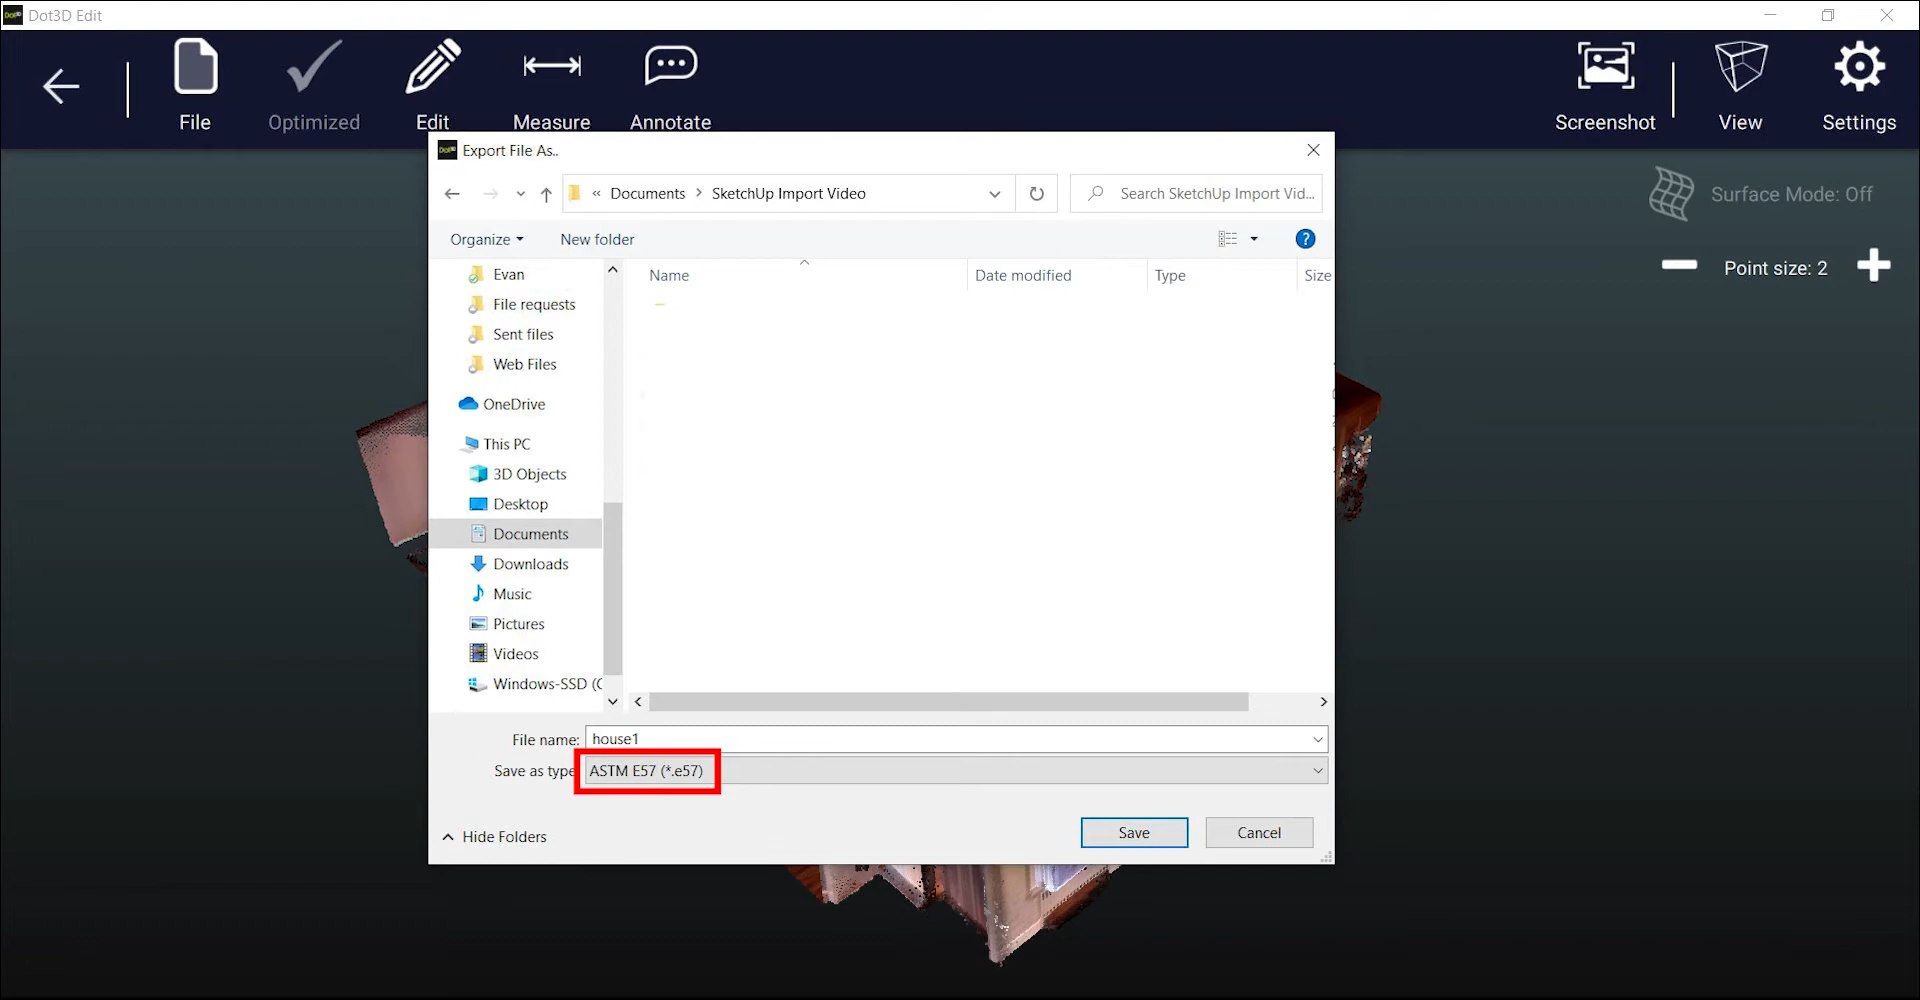 Dot3D Edit
File
Optimized
Edit
Measure
Annotate
Screenshot
View
Settings
Surface Mode: Off
Point size: 2
Export File As..
« Documents > SketchUp Import Video
Search SketchUp Import Vid...
Organize
New folder
Name
Date modified
Type
Size
Evan
File requests
Sent files
Web Files
OneDrive
This PC
3D Objects
Desktop
Documents
Downloads
Music
Pictures
Videos
Windows-SSD (C
File name: house1
Save as type ASTM E57 (*.e57)
Hide Folders
Save
Cancel